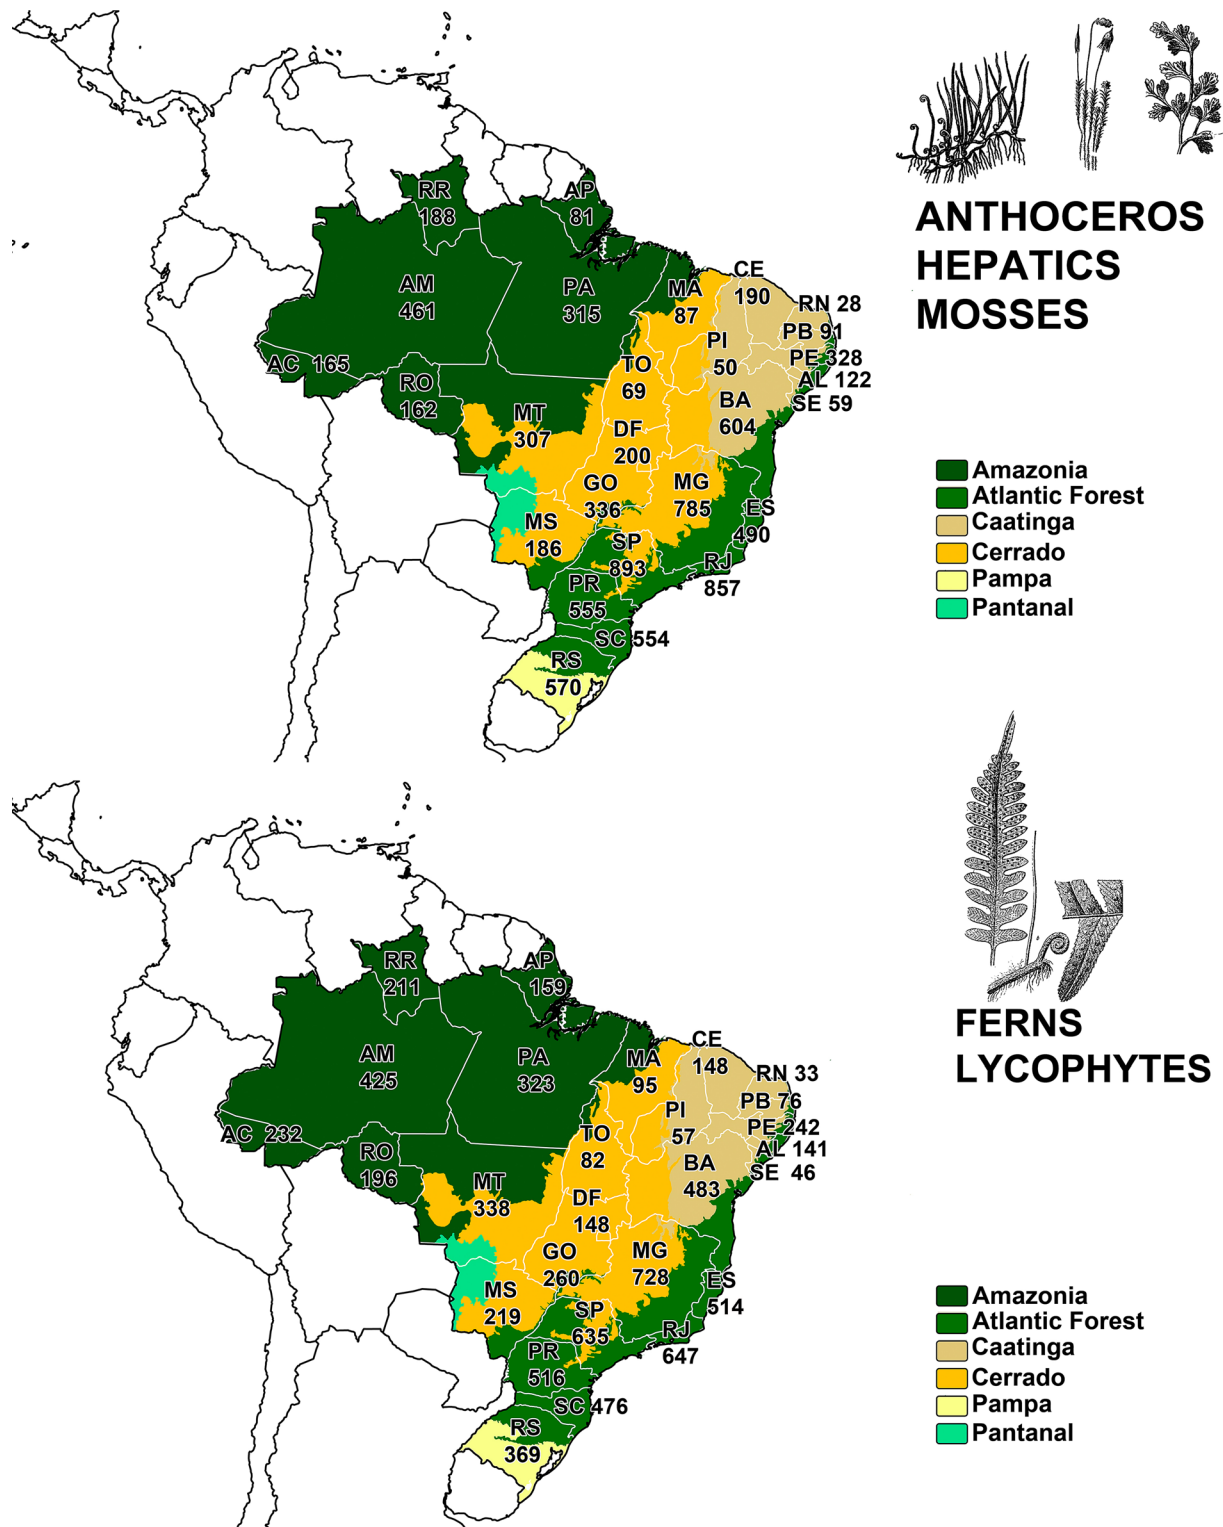 ANTHOCEROS
HEPATICS
MOSSES
RR
188
AP
81
AM
461
PA
315
MA
87
CE
190
RN 28
PB 91
PE 328
AL 122
SE 59
PI
50
AC 165
RO
162
TO
69
BA
604
MT
307
DF
200
GO
336
MG
785
ES
490
MS
186
SP
893
RJ
857
PR
555
SC 554
RS
570
Amazonia
Atlantic Forest
Caatinga
Cerrado
Pampa
Pantanal
FERNS
LYCOPHYTES
RR
211
AP
159
AM
425
PA
323
MA
95
CE
148
RN 33
PB 76
PE 242
AL 141
SE 46
PI
57
AC 232
RO
196
TO
82
BA
483
MT
338
DF
148
GO
260
MG
728
ES
514
MS
219
SP
635
RJ
647
PR
516
SC 476
RS
369
Amazonia
Atlantic Forest
Caatinga
Cerrado
Pampa
Pantanal